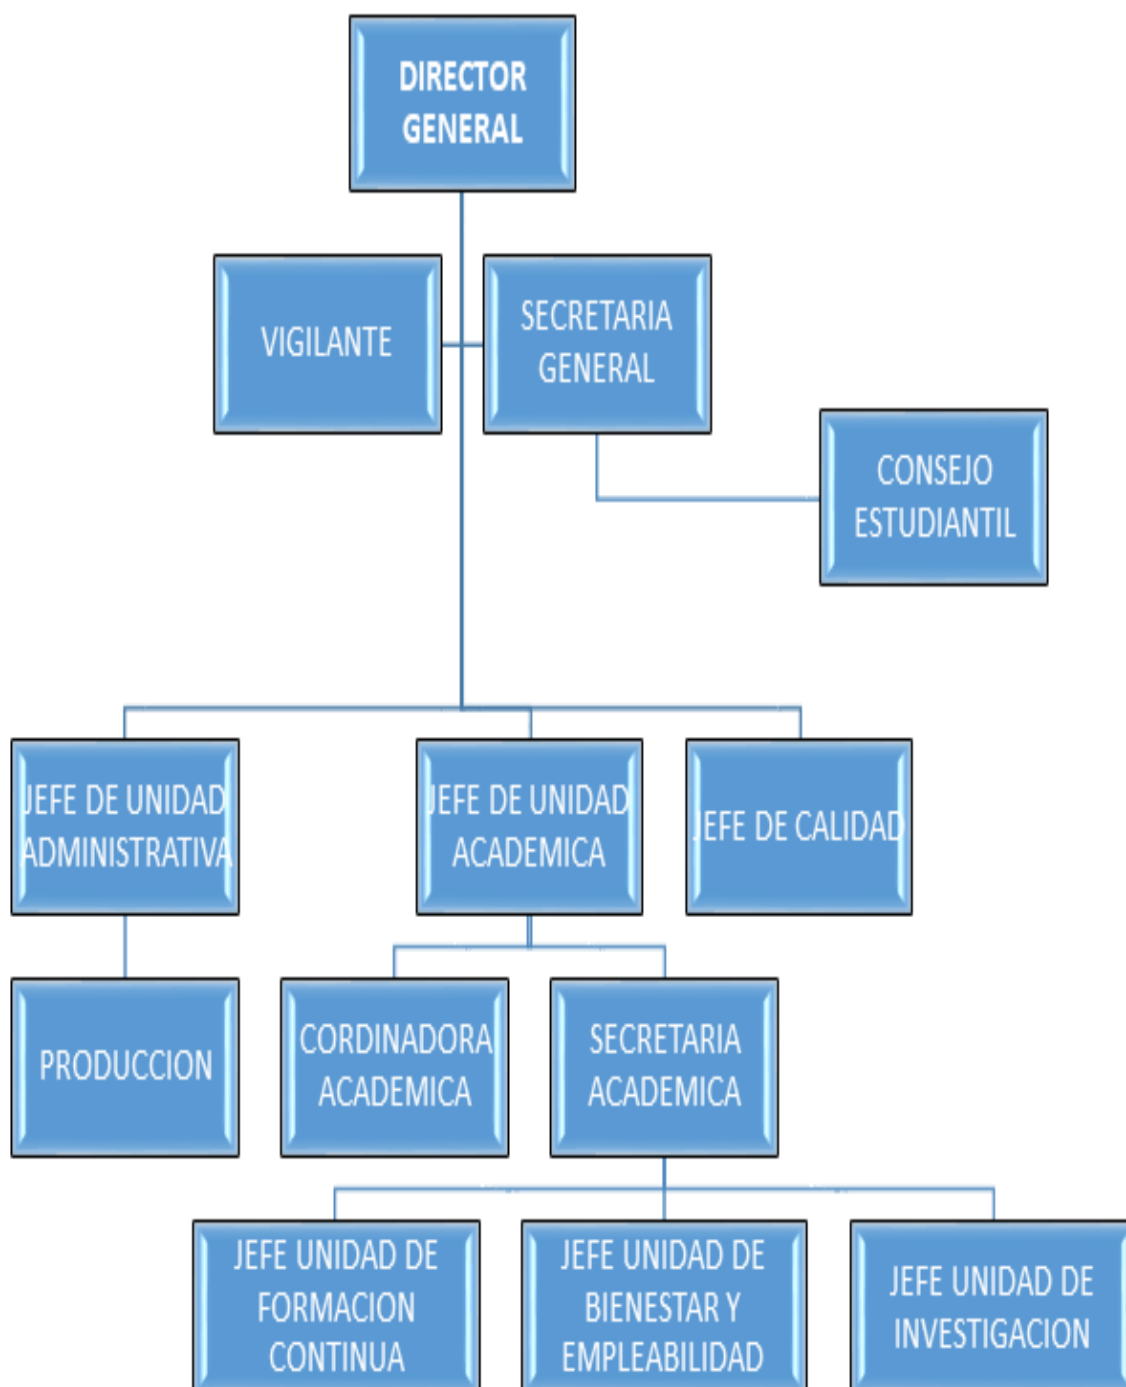 DIRECTOR
GENERAL
VIGILANTE
SECRETARIA
GENERAL
CONSEJO
ESTUDIANTIL
JEFE DE UNIDAD
ADMINISTRATIVA
JEFE DE UNIDAD
ACADEMICA
JEFE DE CALIDAD
PRODUCCION
CORDINADORA
ACADEMICA
SECRETARIA
ACADEMICA
JEFE UNIDAD DE
FORMACION
CONTINUA
JEFE UNIDAD DE
BIENESTAR Y
EMPLEABILIDAD
JEFE UNIDAD DE
INVESTIGACION